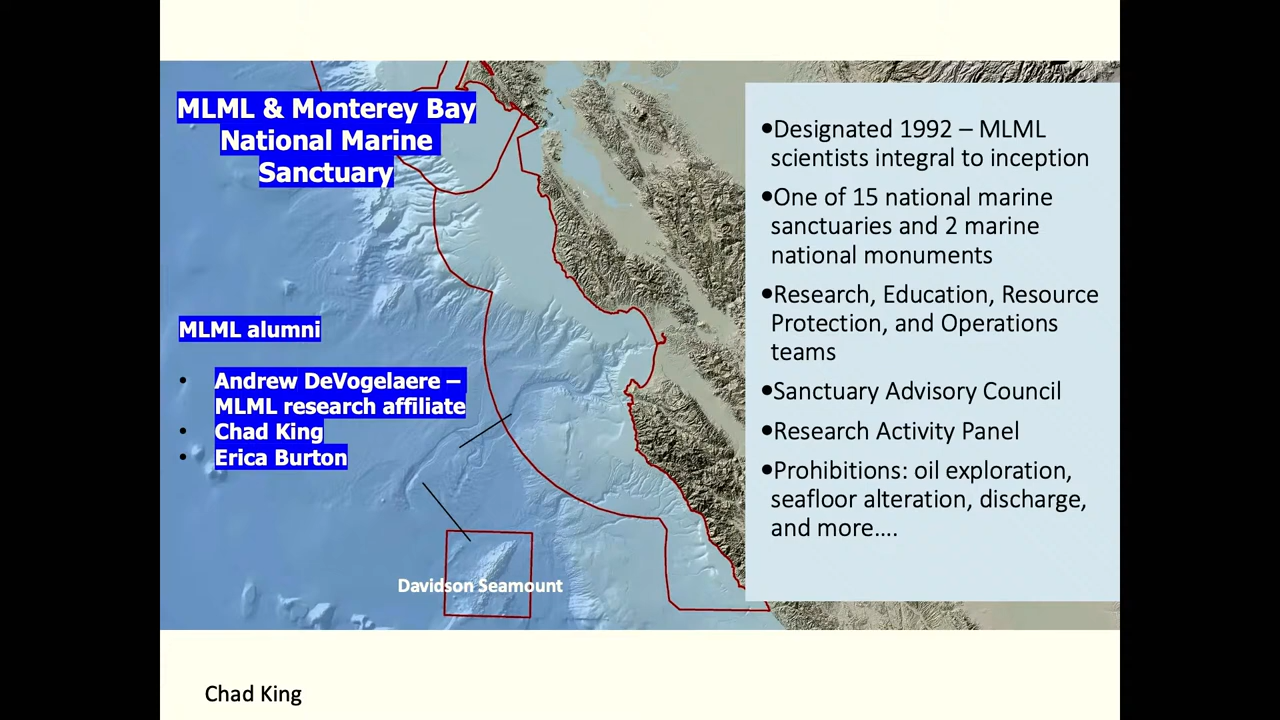 MLML & Monterey Bay
National Marine
Sanctuary
MLML alumni
• Andrew DeVogelaere –
MLML research affiliate
• Chad King
• Erica Burton
Davidson Seamount
•Designated 1992 – MLML
scientists integral to inception
•One of 15 national marine
sanctuaries and 2 marine
national monuments
•Research, Education, Resource
Protection, and Operations
teams
•Sanctuary Advisory Council
•Research Activity Panel
•Prohibitions: oil exploration,
seafloor alteration, discharge,
and more....
Chad King